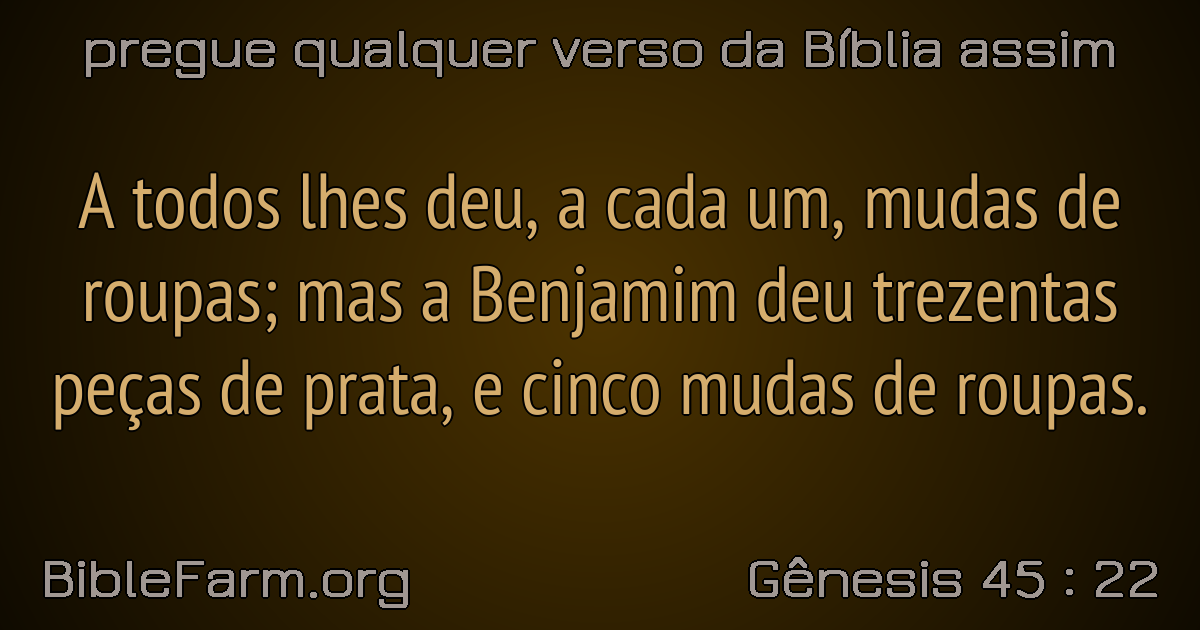 pregue qualquer verso da Bíblia assim
A todos lhes deu, a cada um, mudas de
roupas; mas a Benjamim deu trezentas
peças de prata, e cinco mudas de roupas.
BibleFarm.org
Gênesis 45 : 22